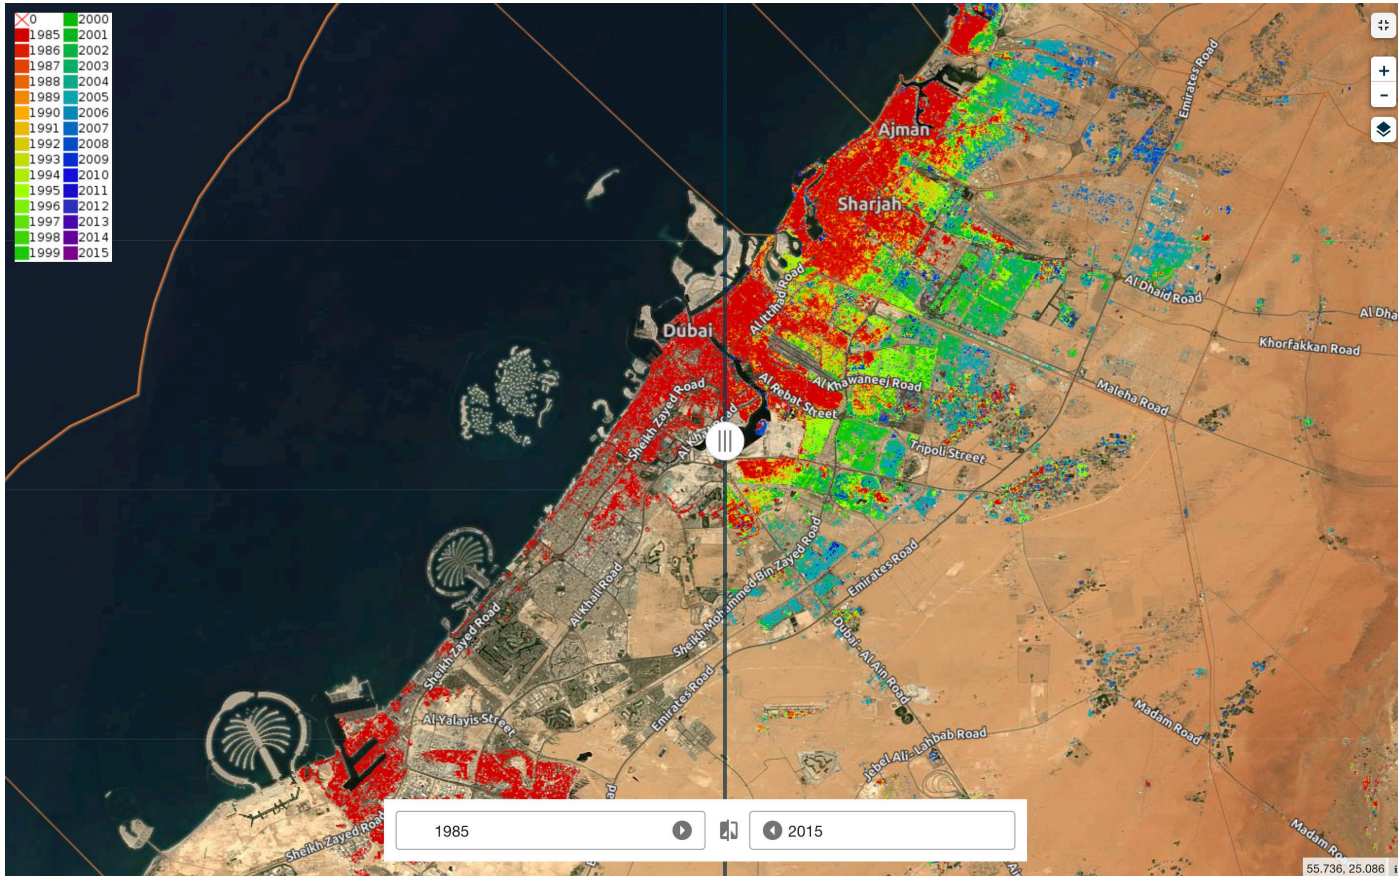 0 2000
1985 2001
1986 2002
1987 2003
1988 2004
1989 2005
1990 2006
1991 2007
1992 2008
1993 2009
1994 2010
1995 2011
1996 2012
1997 2013
1998 2014
1999 2015
+
-
Emirates Road
Ajman
Sharjah
Al Dhaid Road
Al Dha
Al Ittihad Road
Dubai
Khorfakkan Road
Sheikh Zayed Road
Al Khawaneej Road
Al Rebat Street
Maleha Road
Tripoli Street
Al Khail Road
Sheikh Mohammed Bin Zayed Road
Emirates Road
Sheikh Zayed Road
Dubai - Al Ain Road
Emirates Road
Al Yalayis Street
Madam Road
Jebel Ali - Lahbab Road
Sheikh Zayed Road
1985
2015
Madam Ro
55.736, 25.086